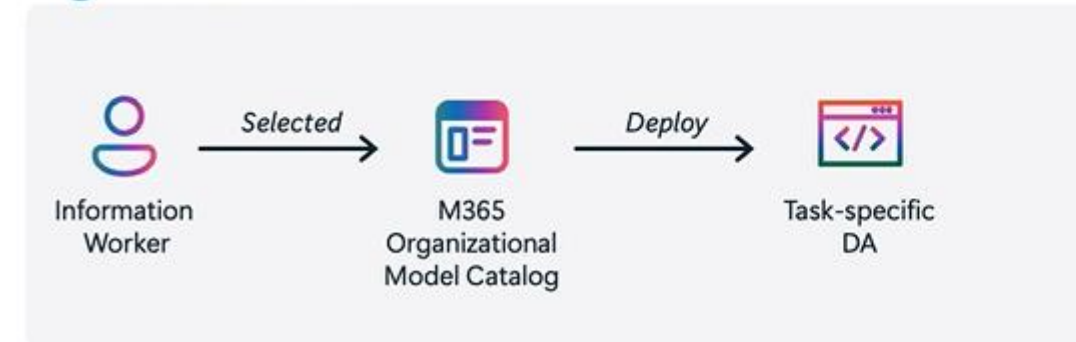 Selected
Deploy
</>
Information
Worker
M365
Organizational
Model Catalog
Task-specific
DA